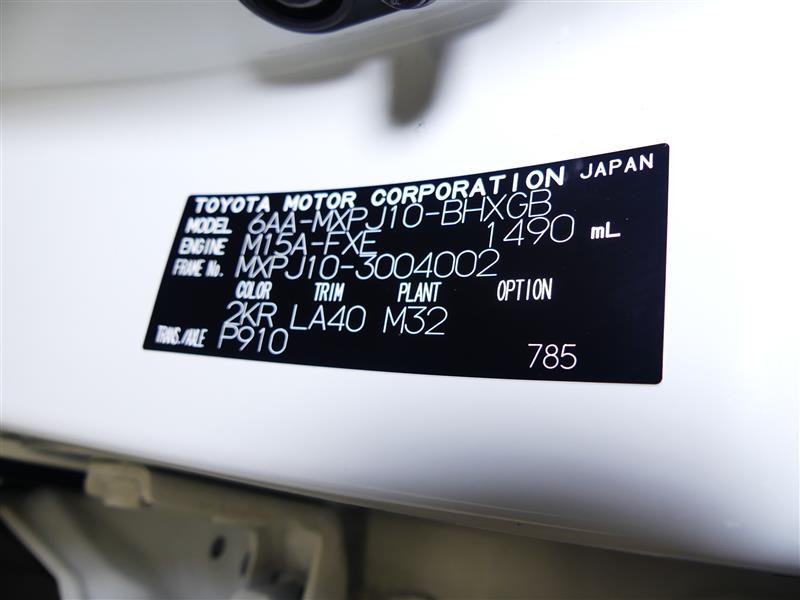 TOYOTA MOTOR CORPORATION JAPAN
MODEL 6AA-MXPJ10-BHXGB
ENGINE M15A-FXE 1490 mL
FRAME No. MXPJ10-3004002
COLOR TRIM PLANT OPTION
2KR LA40 M32
TRANS./AXLE P910
785